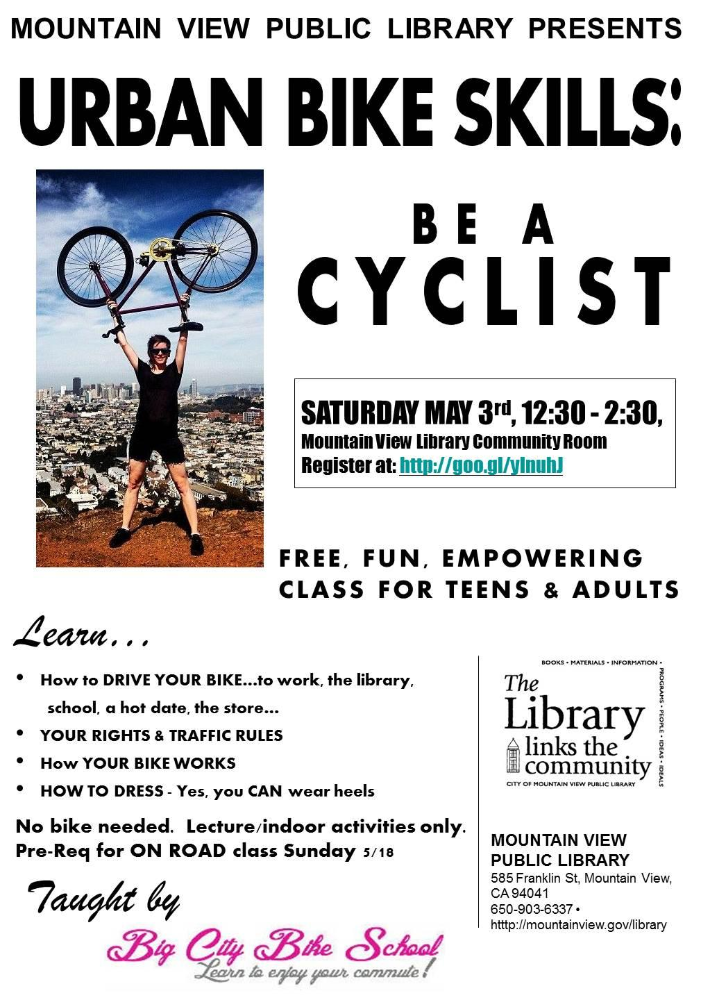 MOUNTAIN VIEW PUBLIC LIBRARY PRESENTS
URBAN BIKE SKILLS:
BE A
CYCLIST
SATURDAY MAY 3rd, 12:30 - 2:30,
Mountain View Library Community Room
Register at: http://goo.gl/ylnuhJ
FREE, FUN, EMPOWERING
CLASS FOR TEENS & ADULTS
Learn...
• How to DRIVE YOUR BIKE...to work, the library,
school, a hot date, the store...
• YOUR RIGHTS & TRAFFIC RULES
• How YOUR BIKE WORKS
• HOW TO DRESS - Yes, you CAN wear heels
No bike needed. Lecture/indoor activities only.
Pre-Req for ON ROAD class Sunday 5/18
Taught by
Big City Bike School
Learn to enjoy your commute!
BOOKS • MATERIALS • INFORMATION •
PROGRAMS • PEOPLE • IDEAS • IDEALS
The
Library
links the
community
CITY OF MOUNTAIN VIEW PUBLIC LIBRARY
MOUNTAIN VIEW
PUBLIC LIBRARY
585 Franklin St, Mountain View,
CA 94041
650-903-6337 •
htttp://mountainview.gov/library